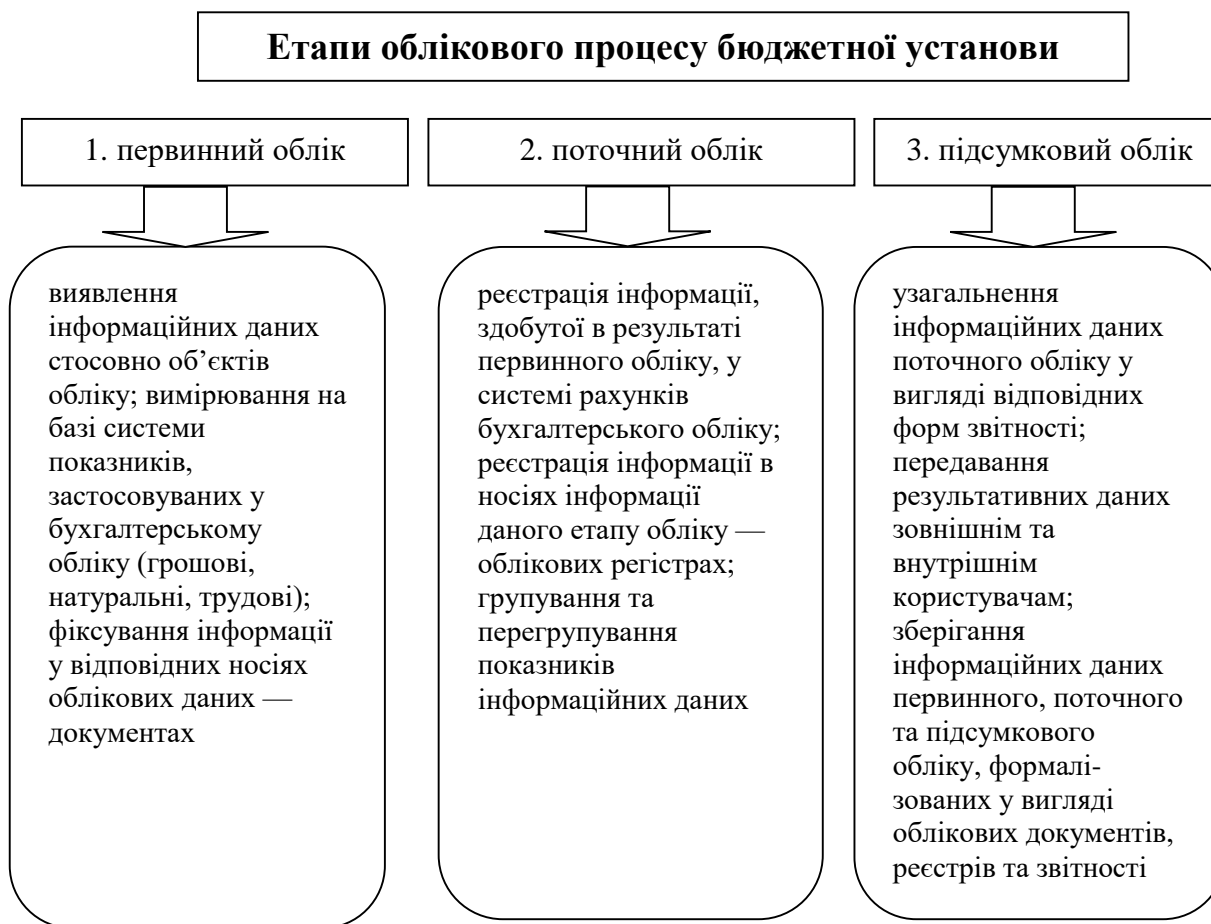 Етапи облікового процесу бюджетної установи
1. первинний облік
виявлення
інформаційних даних
стосовно об’єктів
обліку; вимірювання на
базі системи
показників,
застосовуваних у
бухгалтерському
обліку (грошові,
натуральні, трудові);
фіксування інформації
у відповідних носіях
облікових даних —
документах
2. поточний облік
реєстрація інформації,
здобутої в результаті
первинного обліку, у
системі рахунків
бухгалтерського обліку;
реєстрація інформації в
носіях інформації
даного етапу обліку —
облікових регістрах;
групування та
перегрупування
показників
інформаційних даних
3. підсумковий облік
узагальнення
інформаційних даних
поточного обліку у
вигляді відповідних
форм звітності;
передавання
результативних даних
зовнішнім та
внутрішнім
користувачам;
зберігання
інформаційних даних
первинного, поточного
та підсумкового
обліку, формалі-
зованих у вигляді
облікових документів,
реєстрів та звітності